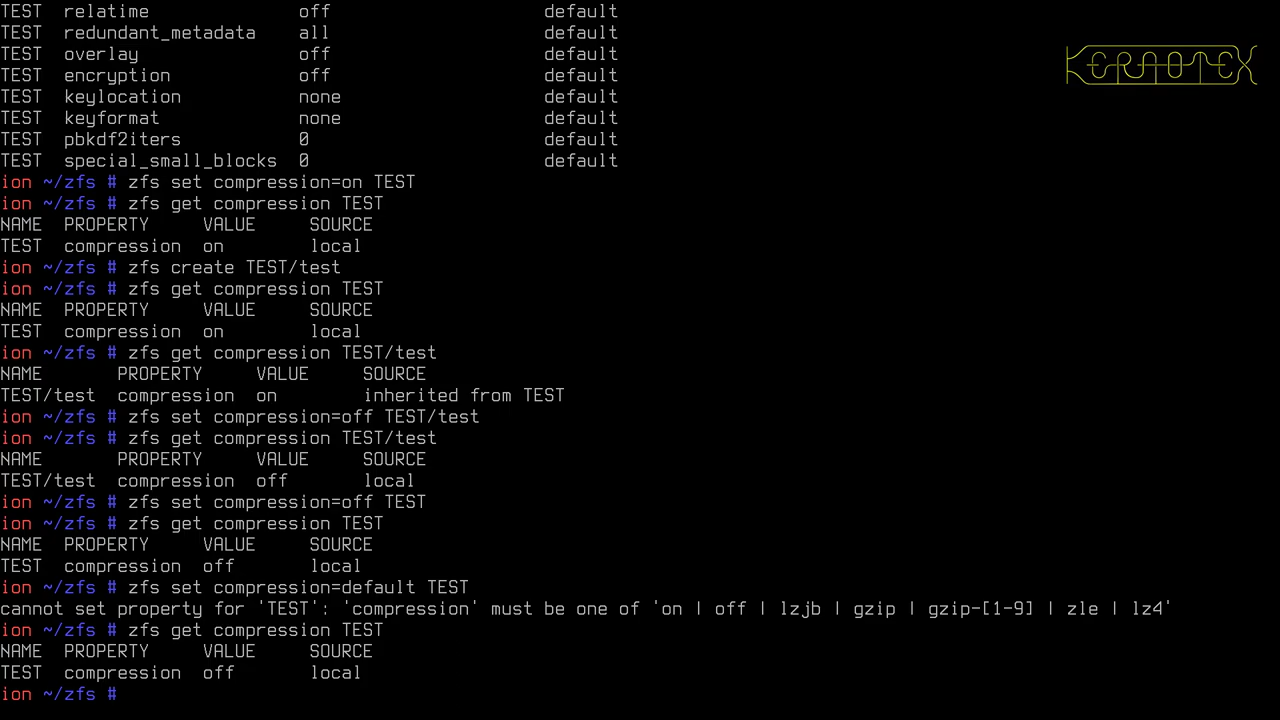 TEST  relatime              off                    default
TEST  redundant_metadata    all                    default
TEST  overlay               off                    default
TEST  encryption            off                    default
TEST  keylocation           none                   default
TEST  keyformat             none                   default
TEST  pbkdf2iters           0                      default
TEST  special_small_blocks  0                      default
KERNOTEX
ion ~/zfs # zfs set compression=on TEST
ion ~/zfs # zfs get compression TEST
NAME  PROPERTY     VALUE     SOURCE
TEST  compression  on        local
ion ~/zfs # zfs create TEST/test
ion ~/zfs # zfs get compression TEST
NAME  PROPERTY     VALUE     SOURCE
TEST  compression  on        local
ion ~/zfs # zfs get compression TEST/test
NAME       PROPERTY     VALUE     SOURCE
TEST/test  compression  on        inherited from TEST
ion ~/zfs # zfs set compression=off TEST/test
ion ~/zfs # zfs get compression TEST/test
NAME       PROPERTY     VALUE     SOURCE
TEST/test  compression  off       local
ion ~/zfs # zfs set compression=off TEST
ion ~/zfs # zfs get compression TEST
NAME  PROPERTY     VALUE     SOURCE
TEST  compression  off       local
ion ~/zfs # zfs set compression=default TEST
cannot set property for 'TEST': 'compression' must be one of 'on | off | lzjb | gzip | gzip-[1-9] | zle | lz4'
ion ~/zfs # zfs get compression TEST
NAME  PROPERTY     VALUE     SOURCE
TEST  compression  off       local
ion ~/zfs #